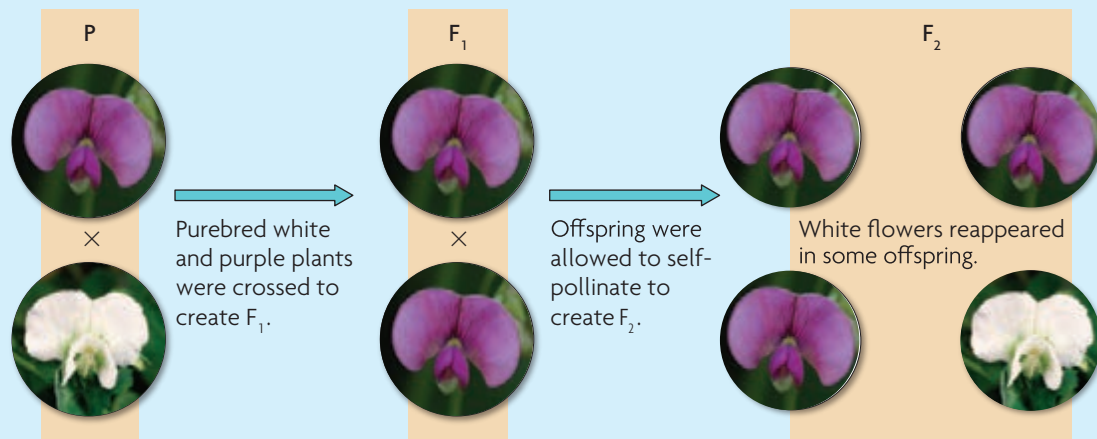 P
F₁
F₂
×
×
Purebred white
and purple plants
were crossed to
create F₁.
Offspring were
allowed to self-
pollinate to
create F₂.
White flowers reappeared
in some offspring.